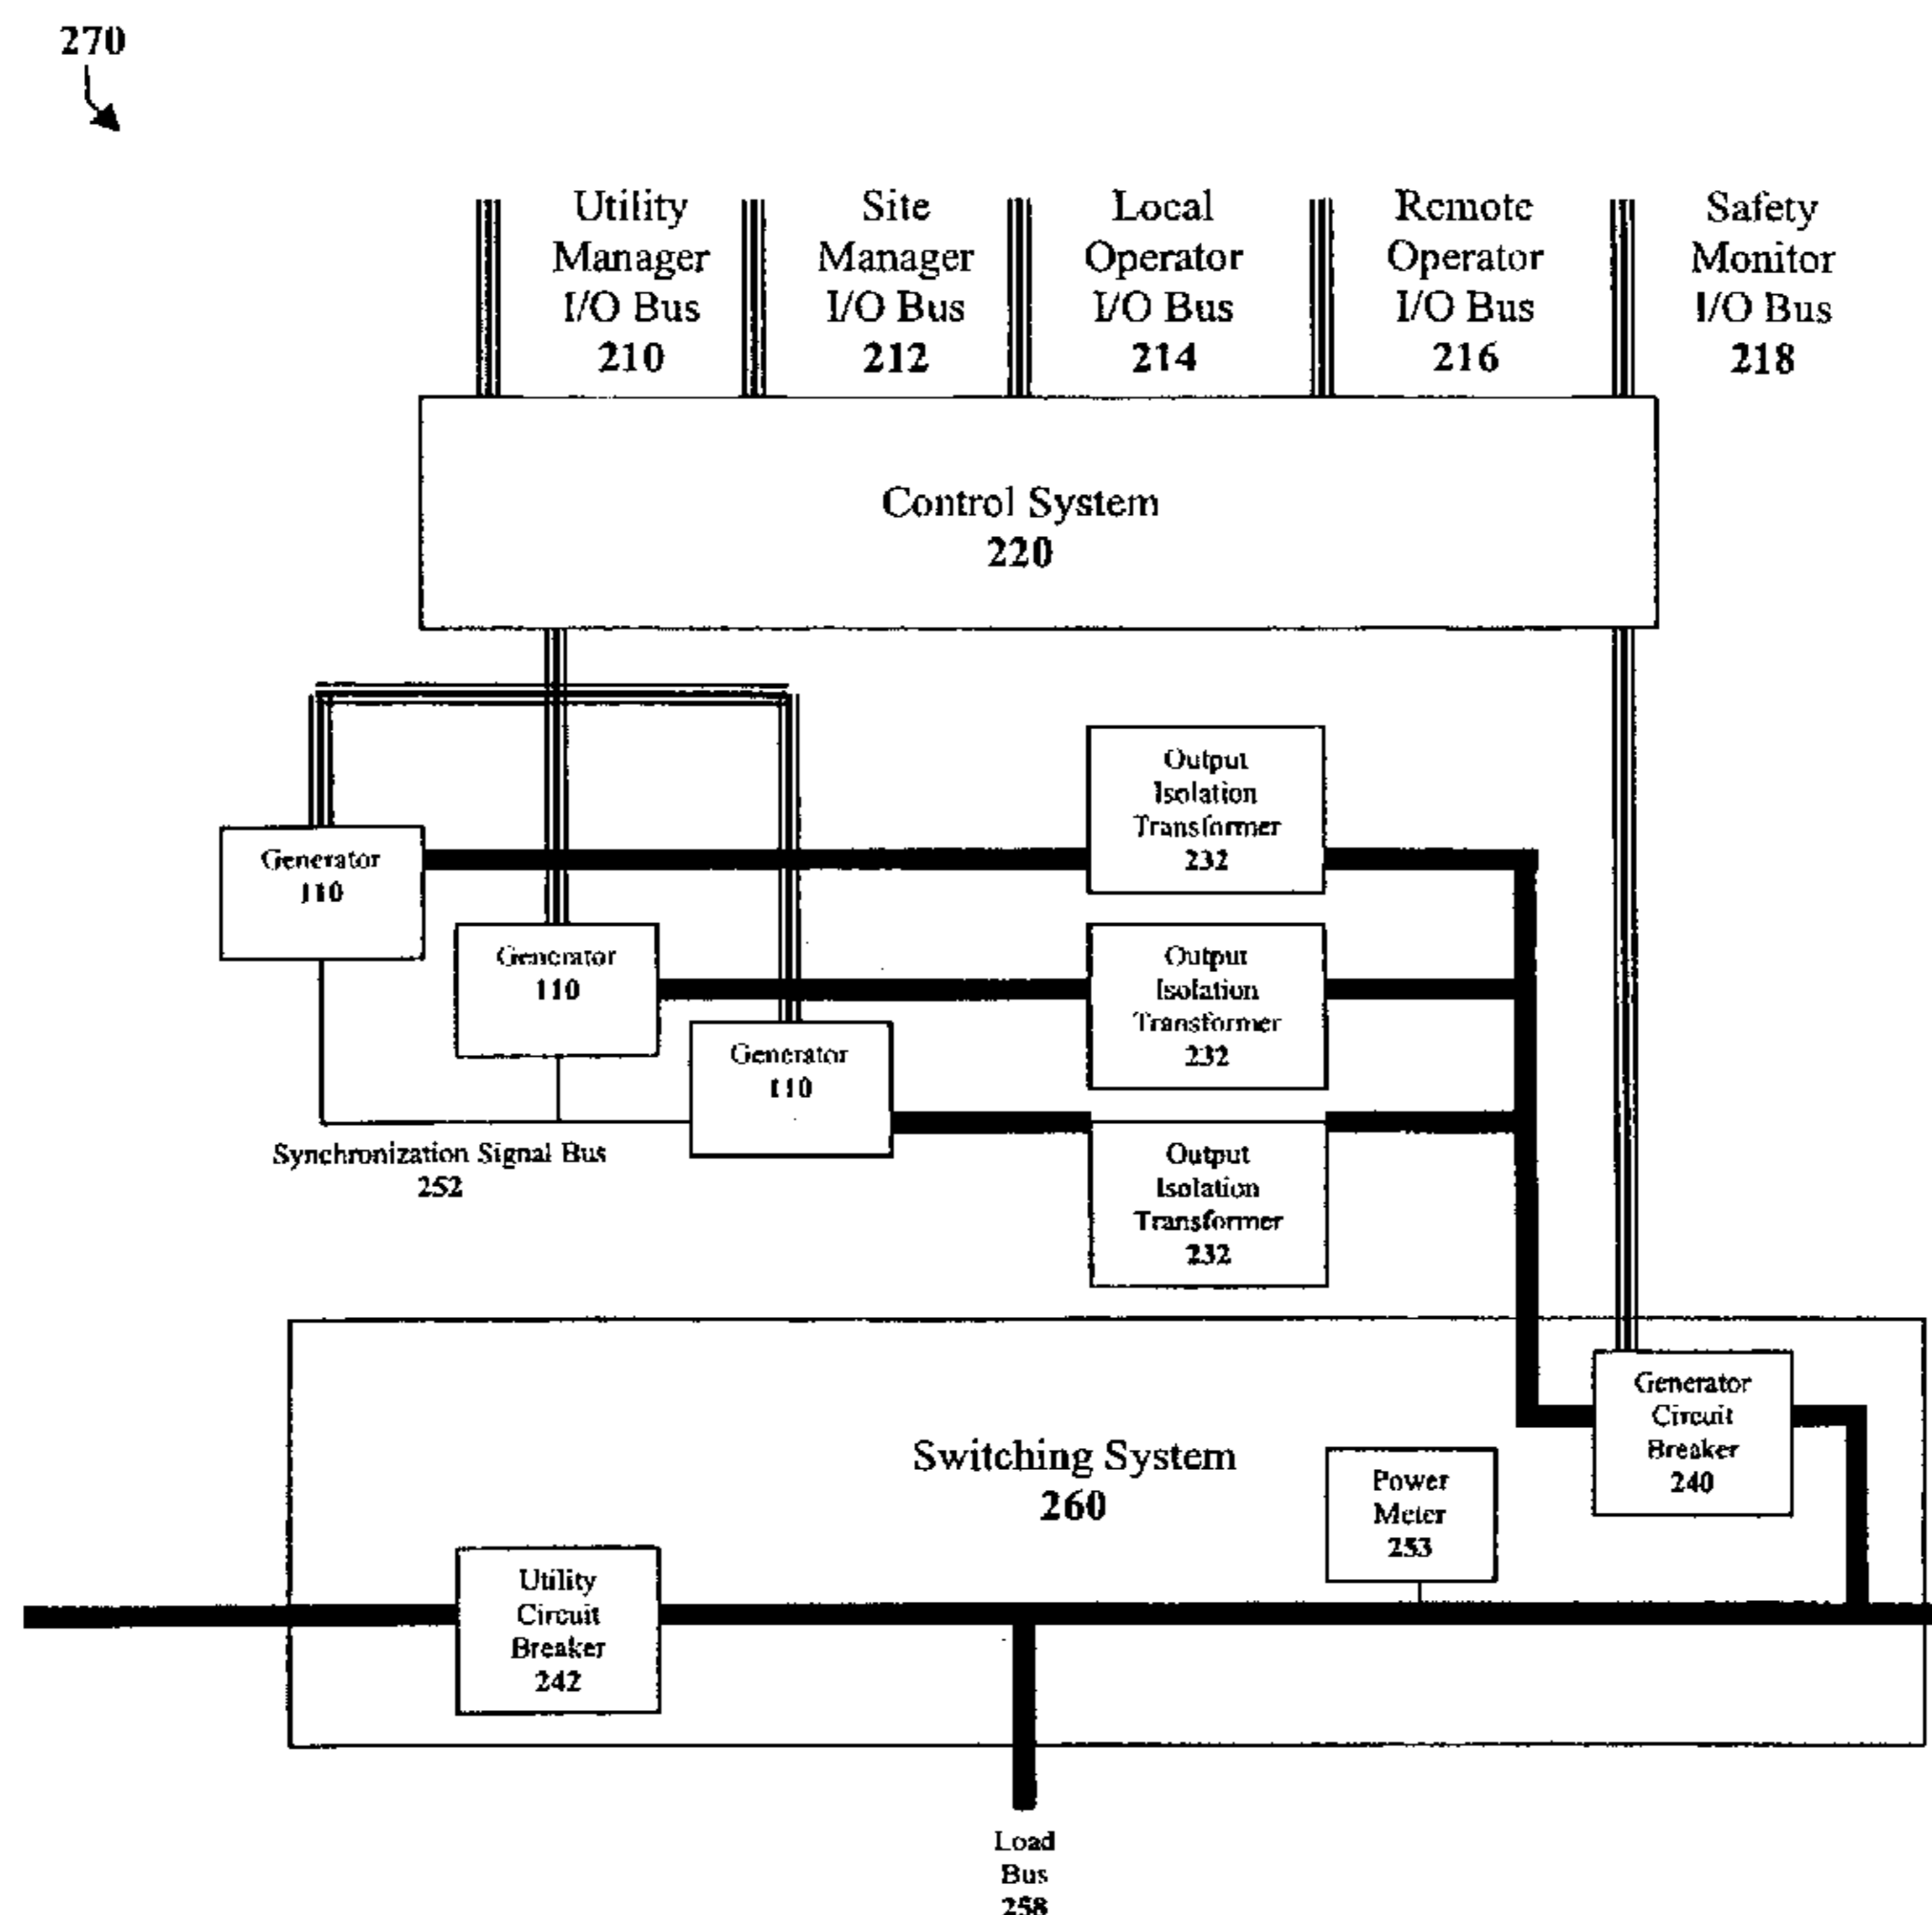 270
Utility
Manager
I/O Bus
210
Site
Manager
I/O Bus
212
Local
Operator
I/O Bus
214
Remote
Operator
I/O Bus
216
Safety
Monitor
I/O Bus
218
Control System
220
Output
Isolation
Transformer
232
Generator
110
Generator
110
Output
Isolation
Transformer
232
Generator
110
Synchronization Signal Bus
252
Output
Isolation
Transformer
232
Generator
Circuit
Breaker
240
Switching System
260
Power
Meter
253
Utility
Circuit
Breaker
242
Load
Bus
258